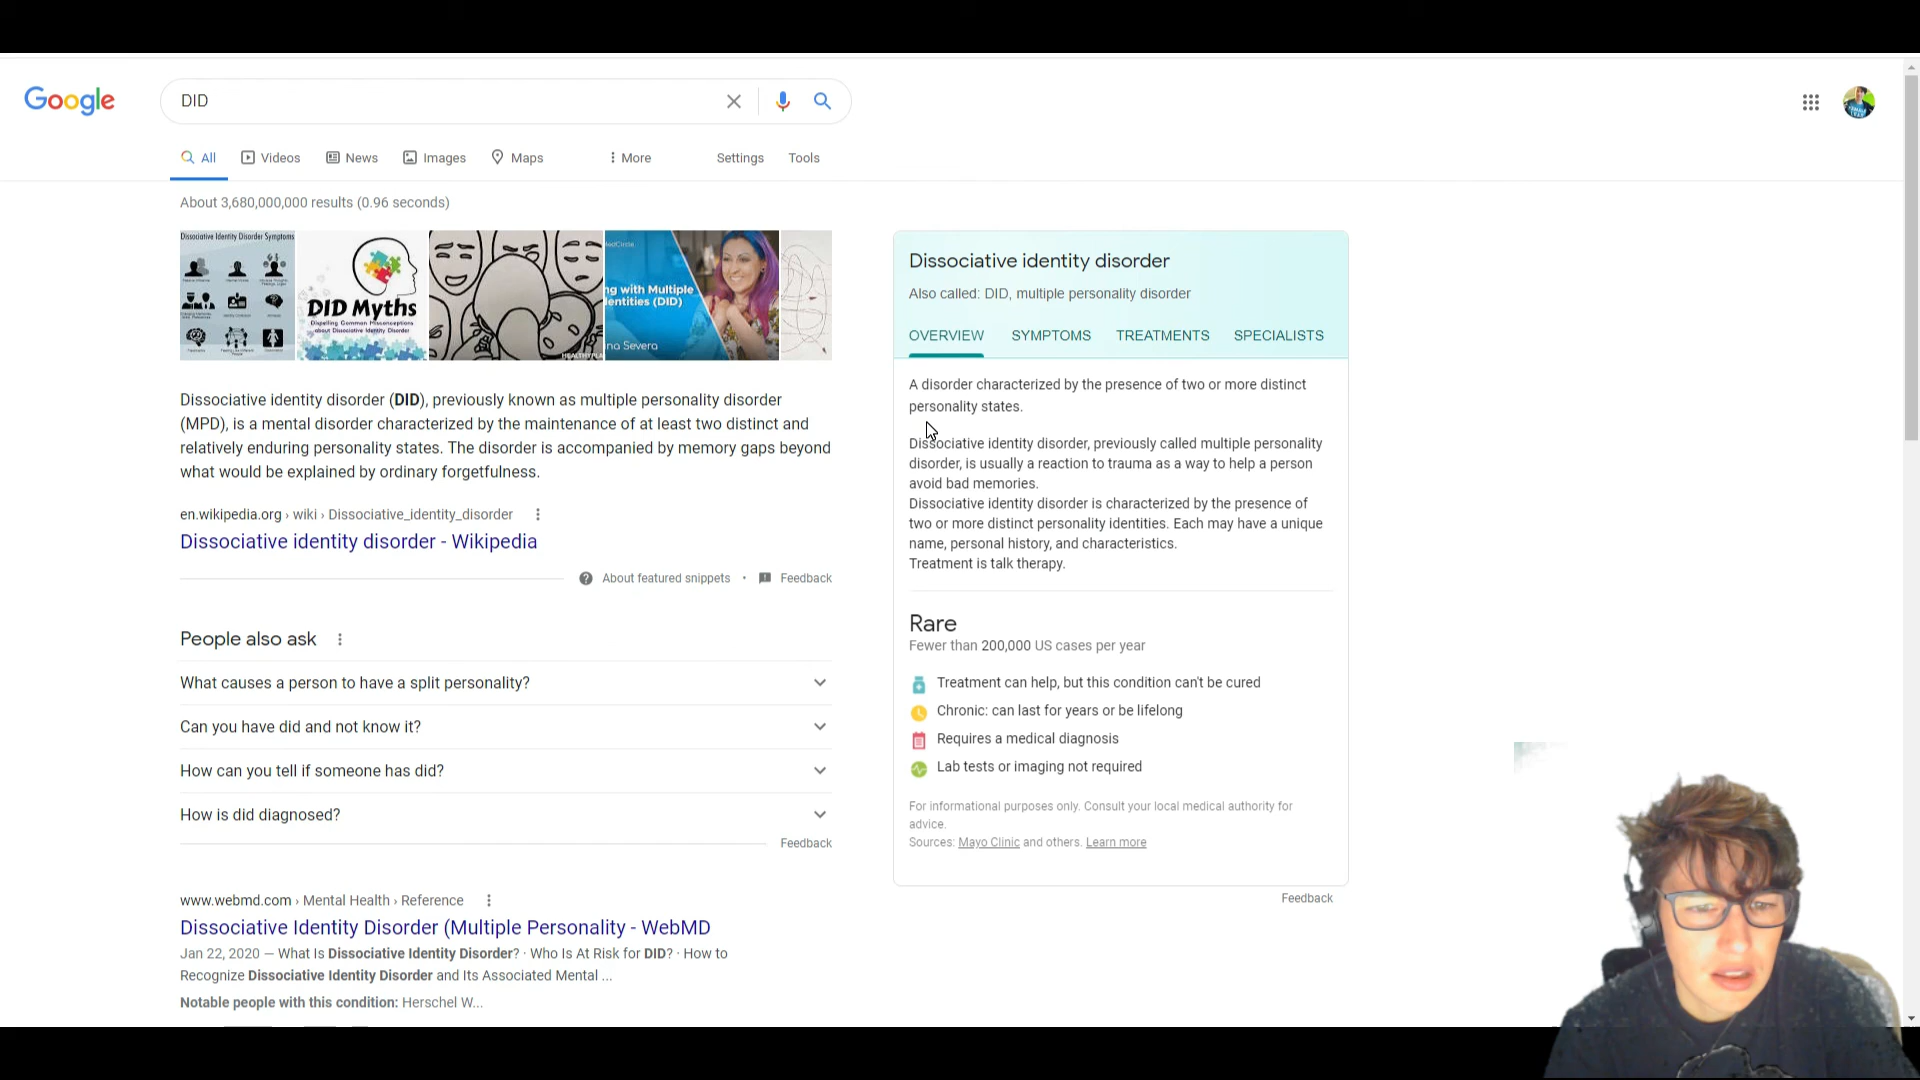 Google
DID
All
Videos
News
Images
Maps
More
Settings
Tools
About 3,680,000,000 results (0.96 seconds)
Dissociative Identity Disorder Symptoms
DID Myths
Dispelling Common Misconceptions
about Dissociative Identity Disorder
HEALTHYPLA
MedCircle
ng with Multiple
entities (DID)
na Severa
Dissociative identity disorder (DID), previously known as multiple personality disorder
(MPD), is a mental disorder characterized by the maintenance of at least two distinct and
relatively enduring personality states. The disorder is accompanied by memory gaps beyond
what would be explained by ordinary forgetfulness.
en.wikipedia.org › wiki › Dissociative_identity_disorder
Dissociative identity disorder - Wikipedia
About featured snippets • Feedback
People also ask
What causes a person to have a split personality?
Can you have did and not know it?
How can you tell if someone has did?
How is did diagnosed?
Feedback
www.webmd.com › Mental Health › Reference
Dissociative Identity Disorder (Multiple Personality - WebMD
Jan 22, 2020 — What Is Dissociative Identity Disorder? · Who Is At Risk for DID? · How to
Recognize Dissociative Identity Disorder and Its Associated Mental ...
Notable people with this condition: Herschel W...
Dissociative identity disorder
Also called: DID, multiple personality disorder
OVERVIEW
SYMPTOMS
TREATMENTS
SPECIALISTS
A disorder characterized by the presence of two or more distinct
personality states.
Dissociative identity disorder, previously called multiple personality
disorder, is usually a reaction to trauma as a way to help a person
avoid bad memories.
Dissociative identity disorder is characterized by the presence of
two or more distinct personality identities. Each may have a unique
name, personal history, and characteristics.
Treatment is talk therapy.
Rare
Fewer than 200,000 US cases per year
Treatment can help, but this condition can't be cured
Chronic: can last for years or be lifelong
Requires a medical diagnosis
Lab tests or imaging not required
For informational purposes only. Consult your local medical authority for
advice.
Sources: Mayo Clinic and others. Learn more
Feedback